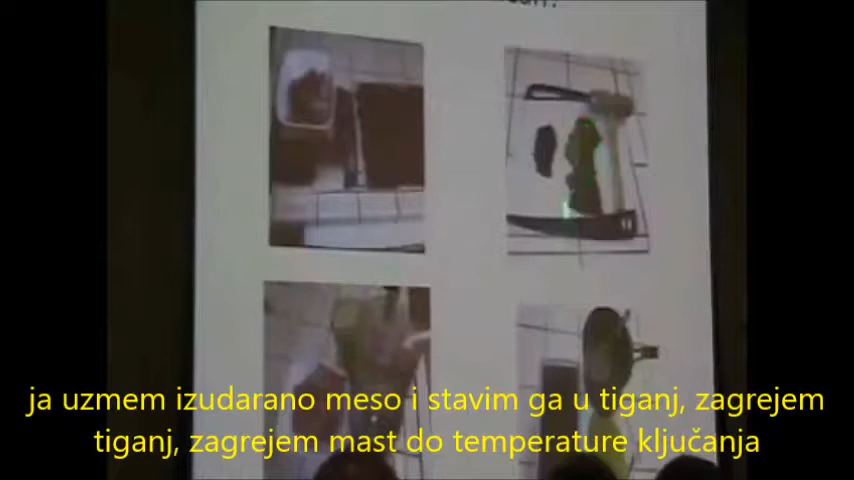 ja uzmem izudarano meso i stavim ga u tiganj, zagrejem
tiganj, zagrejem mast do temperature ključanja